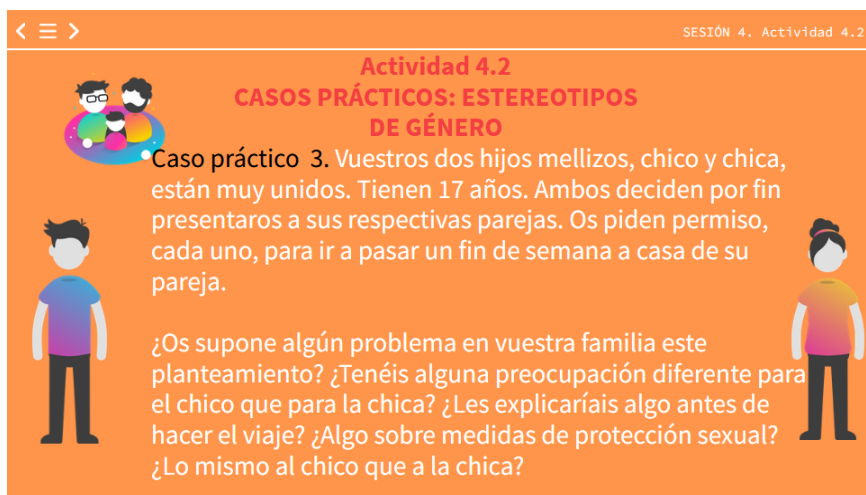 SESIÓN 4. Actividad 4.2
Actividad 4.2
CASOS PRÁCTICOS: ESTEREOTIPOS
DE GÉNERO
Caso práctico 3. Vuestros dos hijos mellizos, chico y chica,
están muy unidos. Tienen 17 años. Ambos deciden por fin
presentaros a sus respectivas parejas. Os piden permiso,
cada uno, para ir a pasar un fin de semana a casa de su
pareja.
¿Os supone algún problema en vuestra familia este
planteamiento? ¿Tenéis alguna preocupación diferente para
el chico que para la chica? ¿Les explicaríais algo antes de
hacer el viaje? ¿Algo sobre medidas de protección sexual?
¿Lo mismo al chico que a la chica?